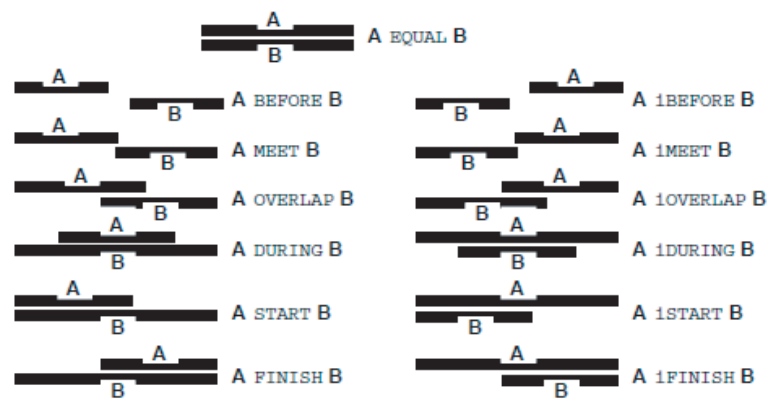 A
B
A EQUAL B
A
B
A BEFORE B
A
B
A iBEFORE B
A
B
A MEET B
A
B
A iMEET B
A
B
A OVERLAP B
A
B
A iOVERLAP B
A
B
A DURING B
A
B
A iDURING B
A
B
A START B
A
B
A iSTART B
A
B
A FINISH B
A
B
A iFINISH B